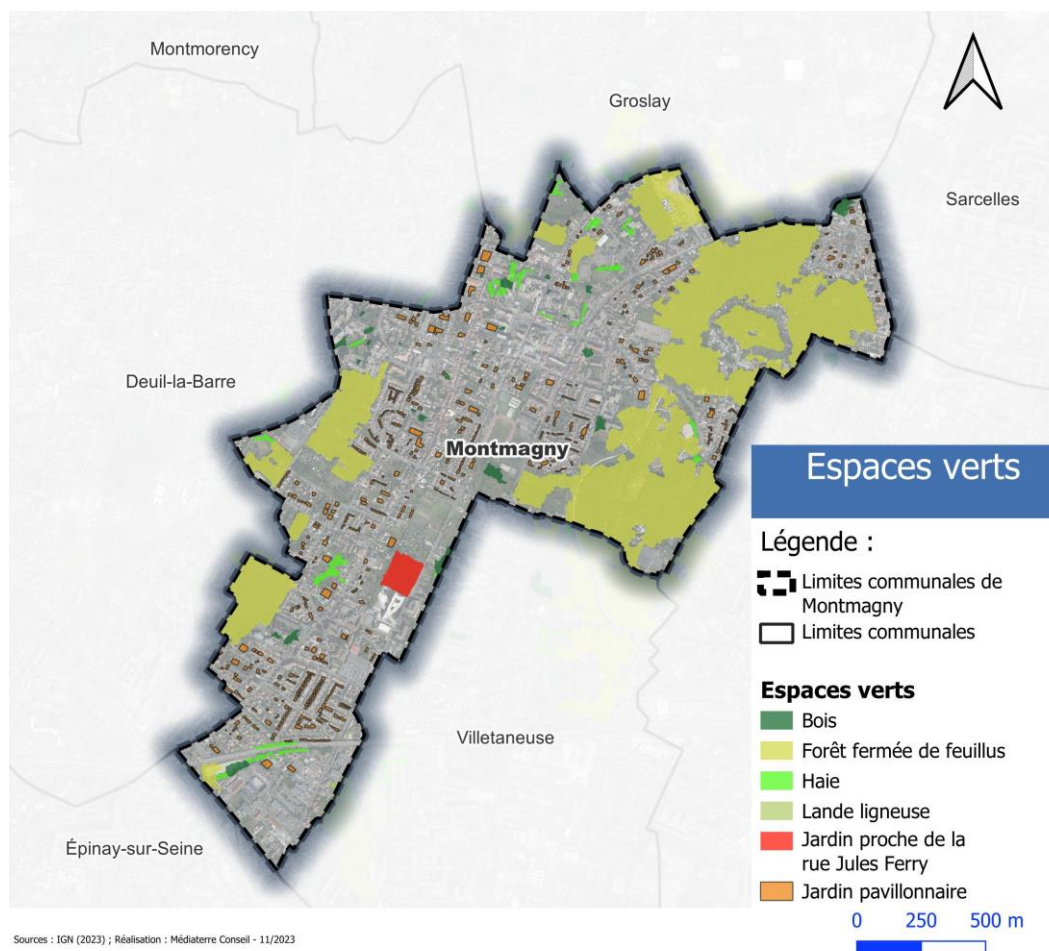 Montmorency
Groslay
Sarcelles
Deuil-la-Barre
Montmagny
Villetaneuse
Épinay-sur-Seine
Espaces verts
Légende :
Limites communales de
Montmagny
Limites communales
Espaces verts
Bois
Forêt fermée de feuillus
Haie
Lande ligneuse
Jardin proche de la
rue Jules Ferry
Jardin pavillonnaire
0 250 500 m
Sources : IGN (2023) ; Réalisation : Médiaterre Conseil - 11/2023